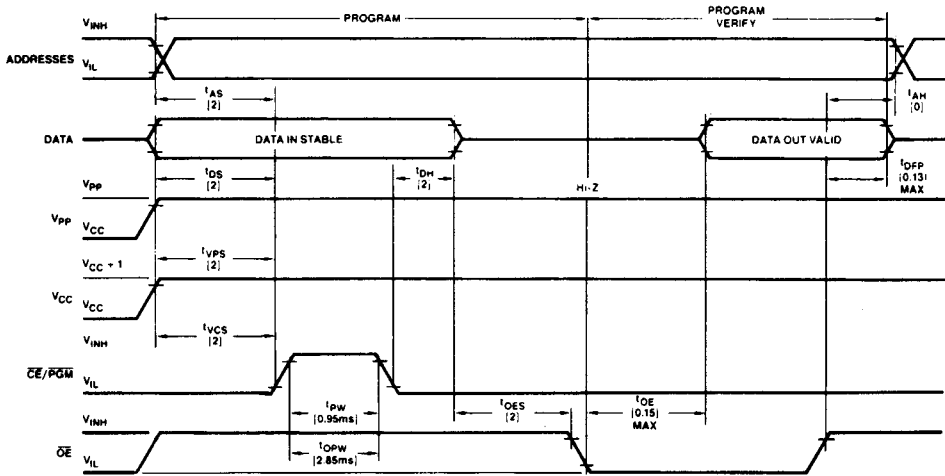 PROGRAM
PROGRAM
VERIFY
VINH
ADDRESSES
VIL
tAS
[2]
tAH
[0]
DATA
DATA IN STABLE
DATA OUT VALID
tDS
[2]
tDH
[2]
HI-Z
tDFP
[0.13]
MAX
VPP
VPP
VCC
tVPS
[2]
VCC + 1
VCC
VCC
tVCS
[2]
VINH
CE/PGM
VIL
tPW
[0.95ms]
tOES
[2]
tOE
[0.15]
MAX
VINH
tOPW
[2.85ms]
OE
VIL